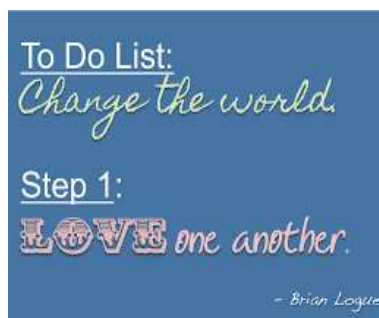 To Do List:
Change the world.
Step 1:
LOVE one another.
- Brian Logue